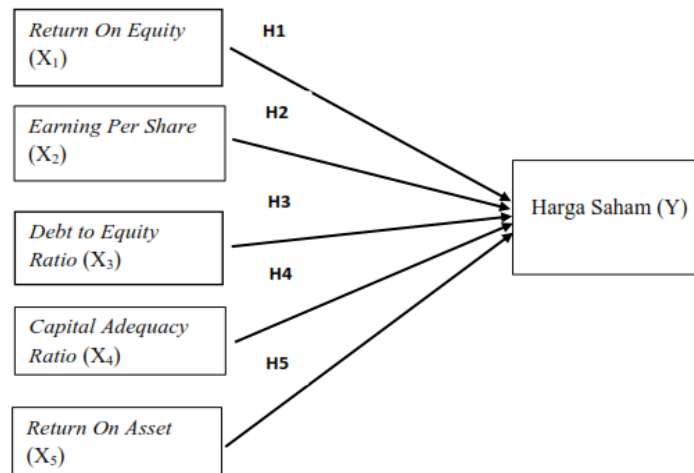 Return On Equity
(X₁)
H1
Earning Per Share
(X₂)
H2
Debt to Equity
Ratio (X₃)
H3
Capital Adequacy
Ratio (X₄)
H4
Return On Asset
(X₅)
H5
Harga Saham (Y)